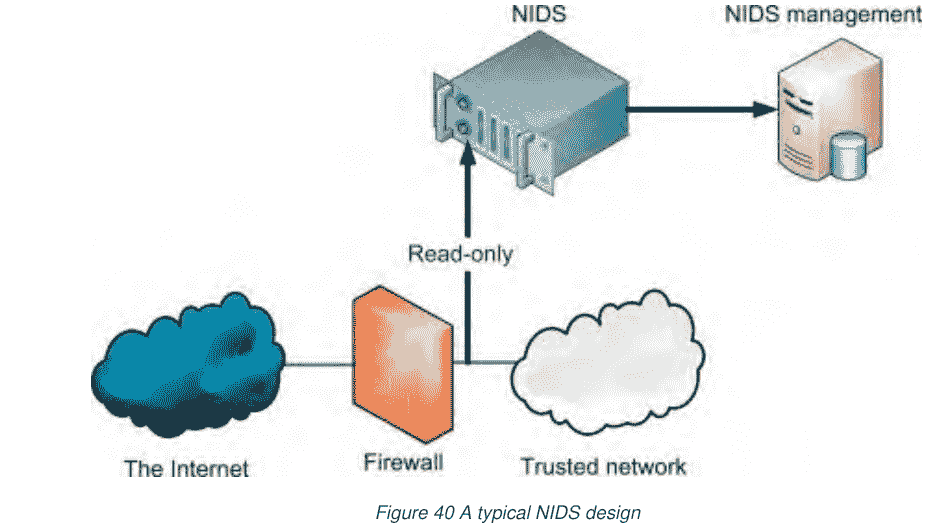 NIDS
NIDS management
Read-only
The Internet
Firewall
Trusted network
Figure 40 A typical NIDS design